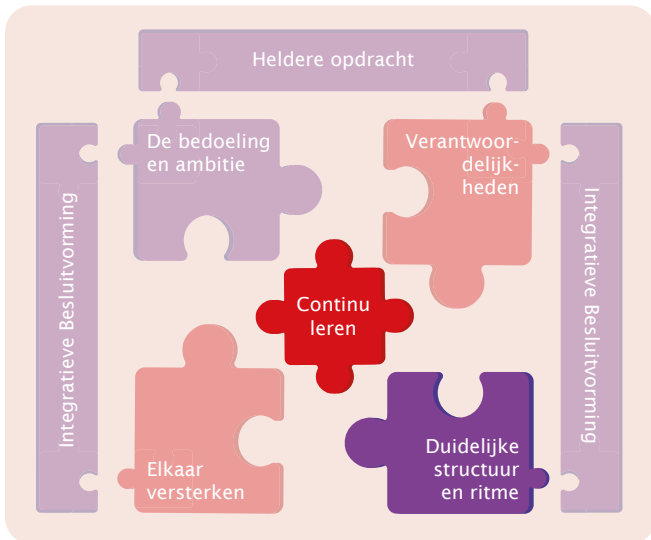 Heldere opdracht
De bedoeling
en ambitie
Verantwoor-
delijk-
heden
Integratieve Besluitvorming
Integratieve Besluitvorming
Continu
leren
Elkaar
versterken
Duidelijke
structuur
en ritme